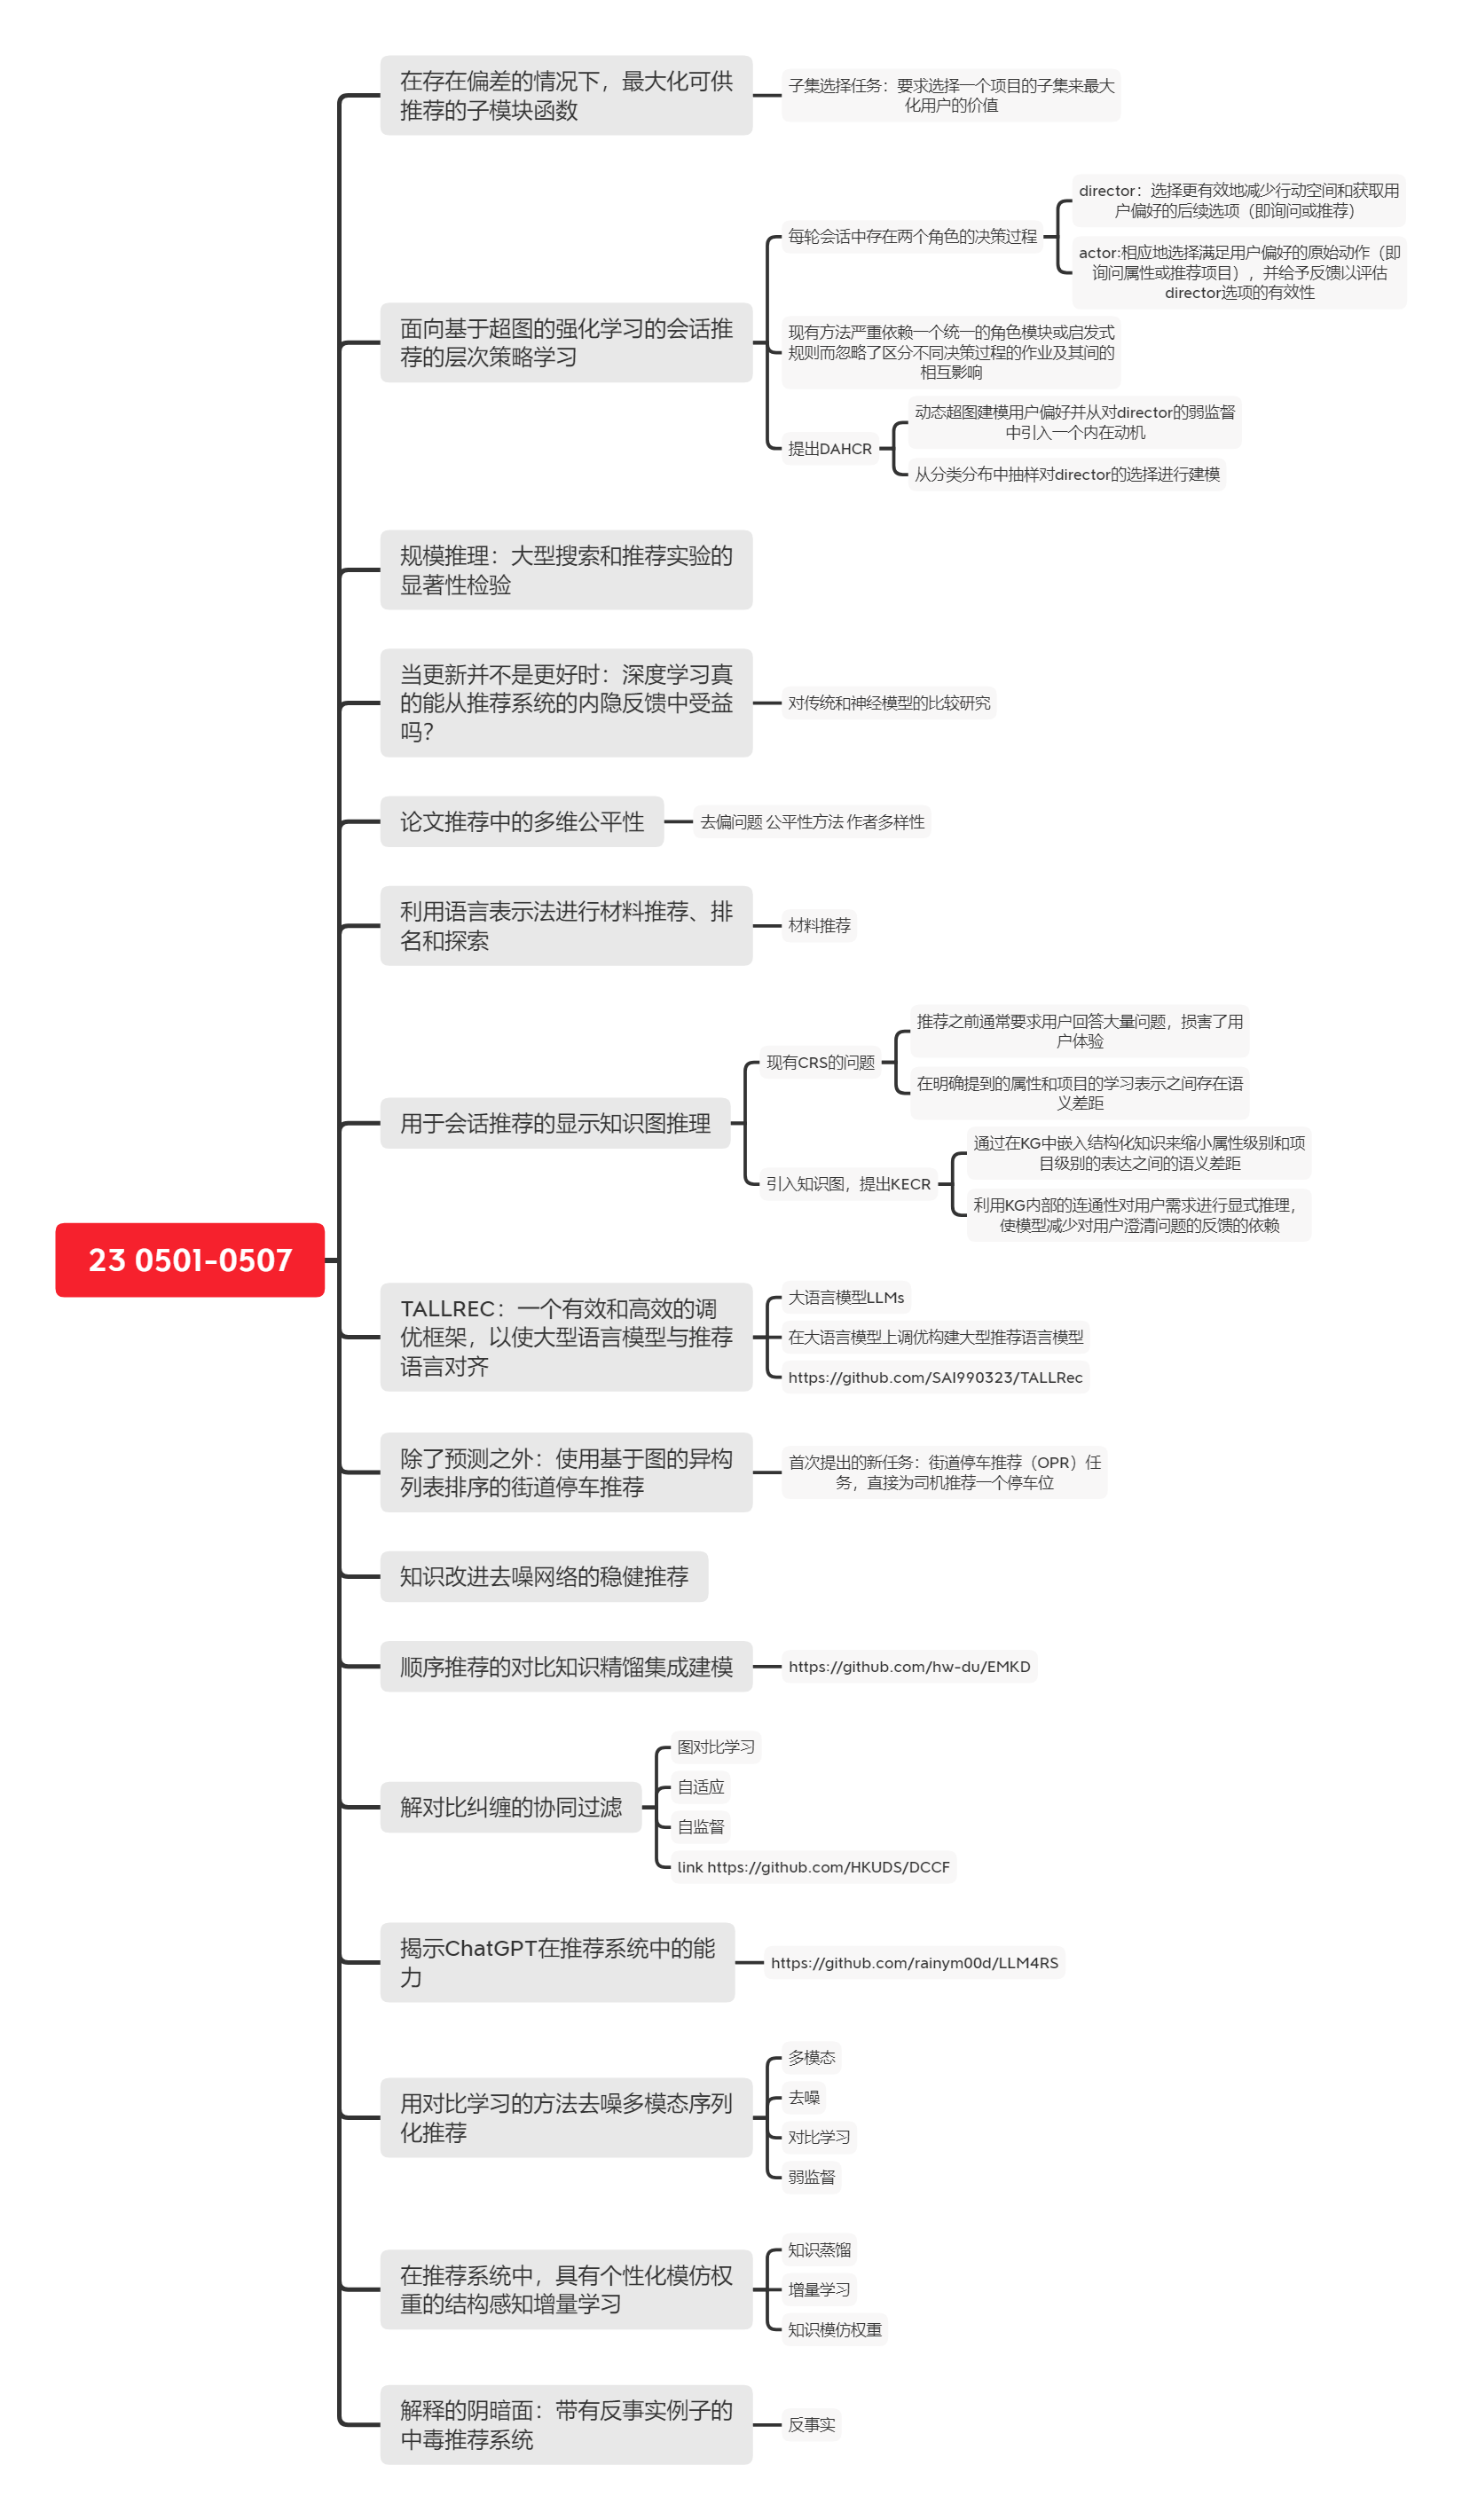 23 0501-0507
在存在偏差的情况下，最大化可供
推荐的子模块函数
子集选择任务：要求选择一个项目的子集来最大
化用户的价值
面向基于超图的强化学习的会话推
荐的层次策略学习
每轮会话中存在两个角色的决策过程
director：选择更有效地减少行动空间和获取用
户偏好的后续选项（即询问或推荐）
actor:相应地选择满足用户偏好的原始动作（即
询问属性或推荐项目），并给予反馈以评估
director选项的有效性
现有方法严重依赖一个统一的角色模块或启发式
规则而忽略了区分不同决策过程的作业及其间的
相互影响
提出DAHCR
动态超图建模用户偏好并从对director的弱监督
中引入一个内在动机
从分类分布中抽样对director的选择进行建模
规模推理：大型搜索和推荐实验的
显著性检验
当更新并不是更好时：深度学习真
的能从推荐系统的内隐反馈中受益
吗？
对传统和神经模型的比较研究
论文推荐中的多维公平性
去偏问题 公平性方法 作者多样性
利用语言表示法进行材料推荐、排
名和探索
材料推荐
用于会话推荐的显示知识图推理
现有CRS的问题
推荐之前通常要求用户回答大量问题，损害了用
户体验
在明确提到的属性和项目的学习表示之间存在语
义差距
引入知识图，提出KECR
通过在KG中嵌入结构化知识来缩小属性级别和项
目级别的表达之间的语义差距
利用KG内部的连通性对用户需求进行显式推理，
使模型减少对用户澄清问题的反馈的依赖
TALLREC：一个有效和高效的调
优框架，以使大型语言模型与推荐
语言对齐
大语言模型LLMs
在大语言模型上调优构建大型推荐语言模型
https://github.com/SAI990323/TALLRec
除了预测之外：使用基于图的异构
列表排序的街道停车推荐
首次提出的新任务：街道停车推荐（OPR）任
务，直接为司机推荐一个停车位
知识改进去噪网络的稳健推荐
顺序推荐的对比知识精馏集成建模
https://github.com/hw-du/EMKD
解对比纠缠的协同过滤
图对比学习
自适应
自监督
link https://github.com/HKUDS/DCCF
揭示ChatGPT在推荐系统中的能
力
https://github.com/rainym00d/LLM4RS
用对比学习的方法去噪多模态序列
化推荐
多模态
去噪
对比学习
弱监督
在推荐系统中，具有个性化模仿权
重的结构感知增量学习
知识蒸馏
增量学习
知识模仿权重
解释的阴暗面：带有反事实例子的
中毒推荐系统
反事实